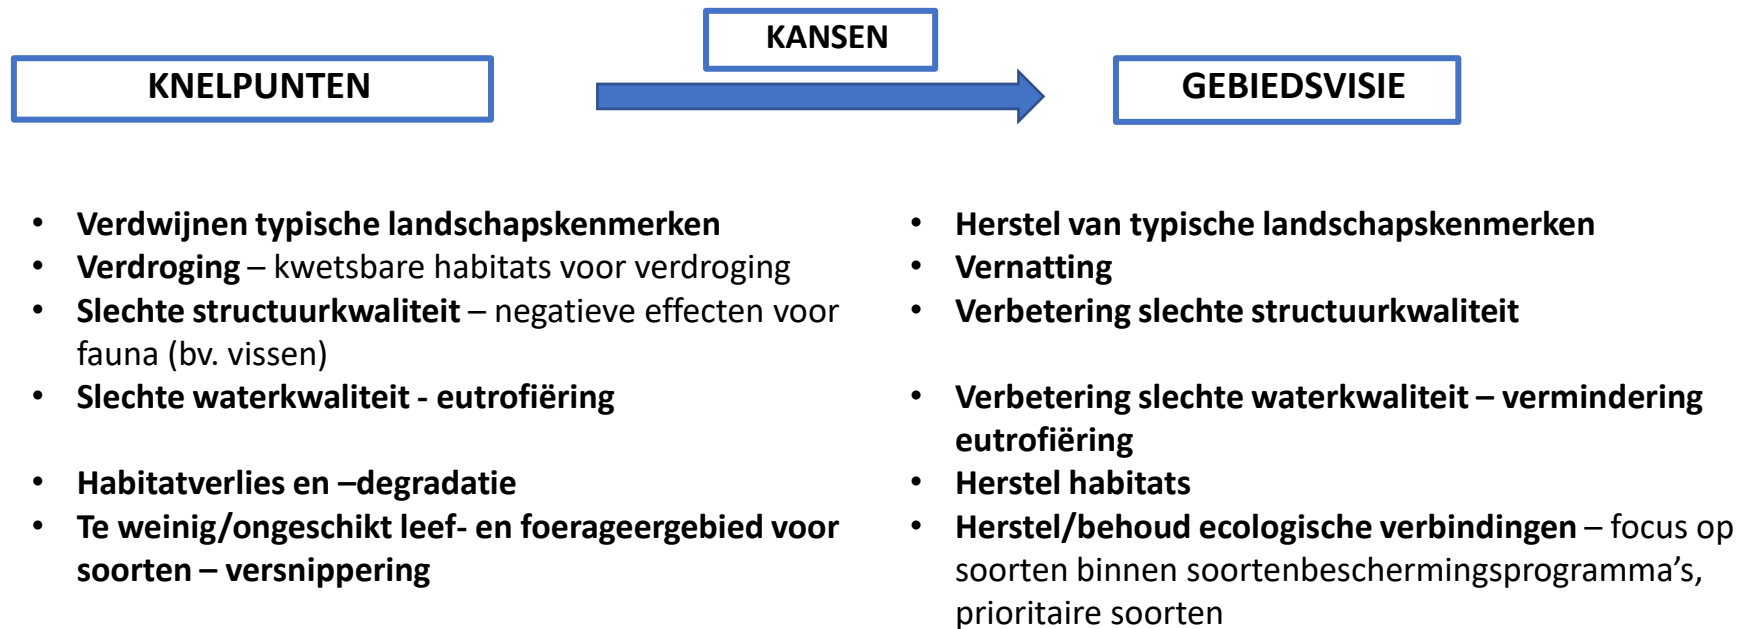 KANSEN
KNELPUNTEN
GEBIEDSVISIE
• Verdwijnen typische landschapskenmerken
• Verdroging – kwetsbare habitats voor verdroging
• Slechte structuurkwaliteit – negatieve effecten voor
fauna (bv. vissen)
• Slechte waterkwaliteit - eutrofiëring
• Habitatverlies en –degradatie
• Te weinig/ongeschikt leef- en foerageergebied voor
soorten – versnippering
• Herstel van typische landschapskenmerken
• Vernatting
• Verbetering slechte structuurkwaliteit
• Verbetering slechte waterkwaliteit – vermindering
eutrofiëring
• Herstel habitats
• Herstel/behoud ecologische verbindingen – focus op
soorten binnen soortenbeschermingsprogramma’s,
prioritaire soorten